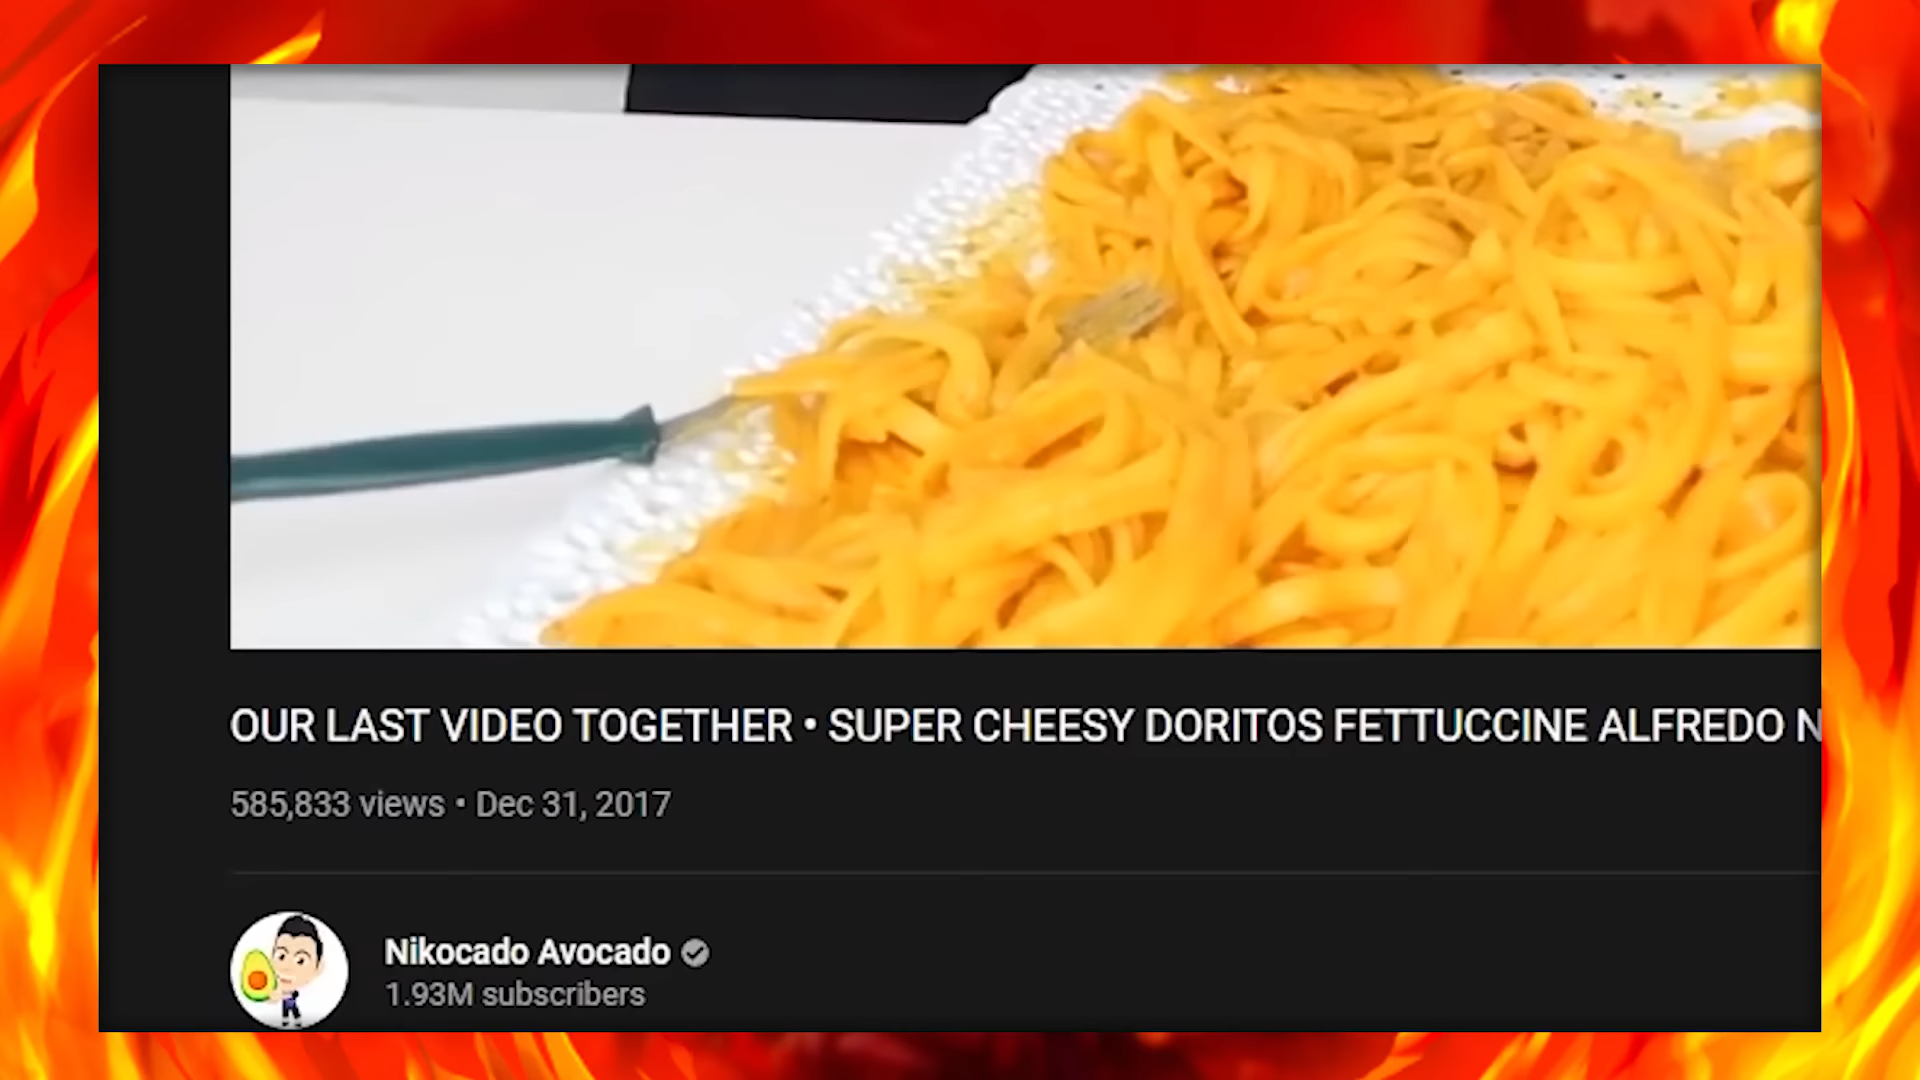 OUR LAST VIDEO TOGETHER • SUPER CHEESY DORITOS FETTUCCINE ALFREDO N
585,833 views • Dec 31, 2017
Nikocado Avocado
1.93M subscribers